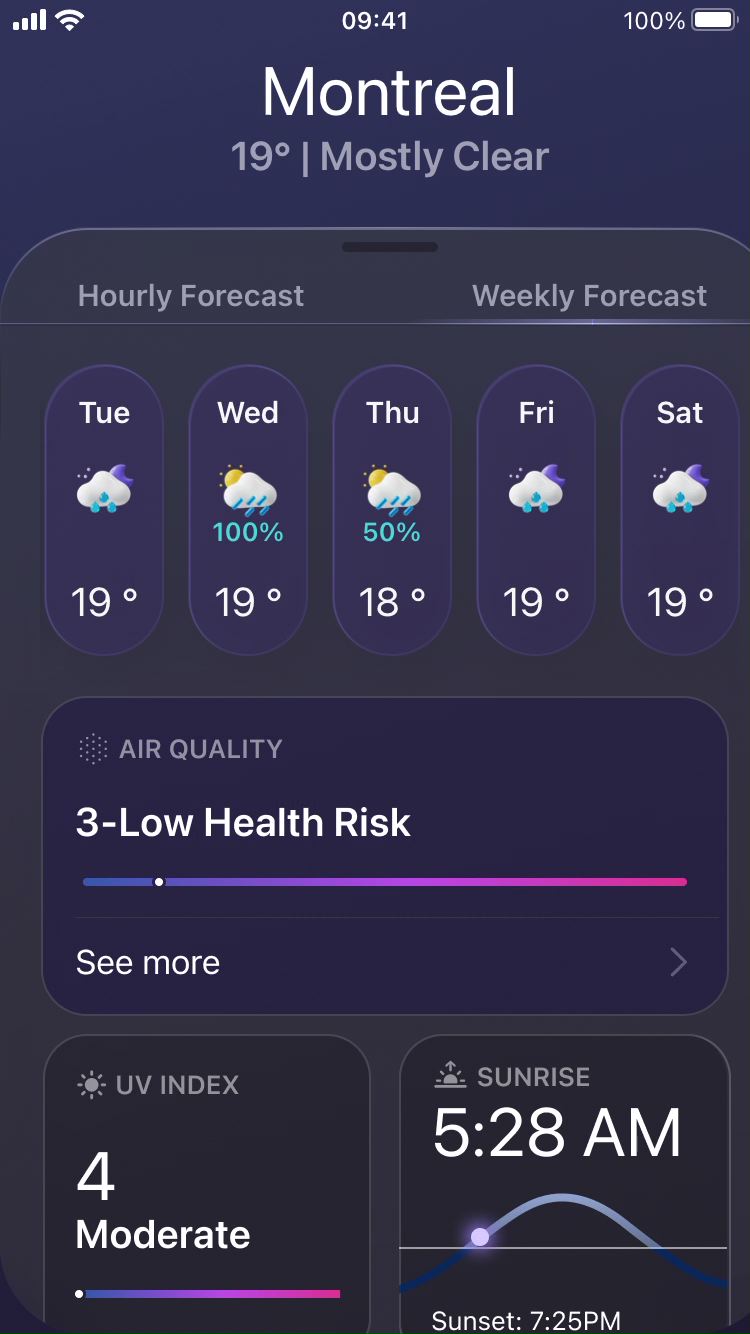 09:41
100%
Montreal
19° | Mostly Clear
Hourly Forecast
Weekly Forecast
Tue
Wed
Thu
Fri
Sat
100%
50%
19 °
19 °
18 °
19 °
19 °
AIR QUALITY
3-Low Health Risk
See more
UV INDEX
4
Moderate
SUNRISE
5:28 AM
Sunset: 7:25PM